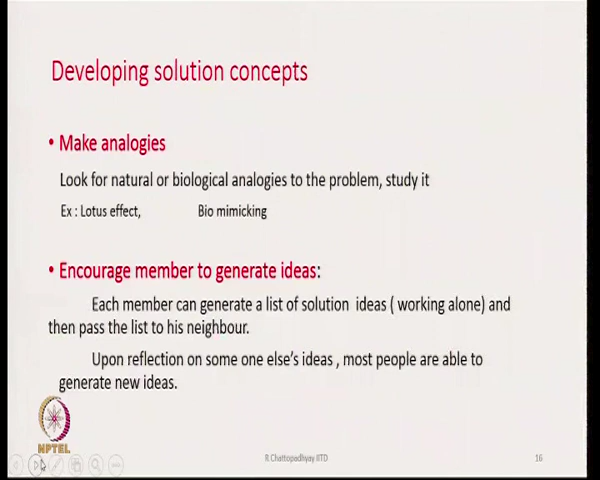 Developing solution concepts
• Make analogies
Look for natural or biological analogies to the problem, study it
Ex : Lotus effect, Bio mimicking
• Encourage member to generate ideas:
Each member can generate a list of solution ideas ( working alone) and
then pass the list to his neighbour.
Upon reflection on some one else's ideas , most people are able to
generate new ideas.
NPTEL
R Chattopadhyay IITD
16